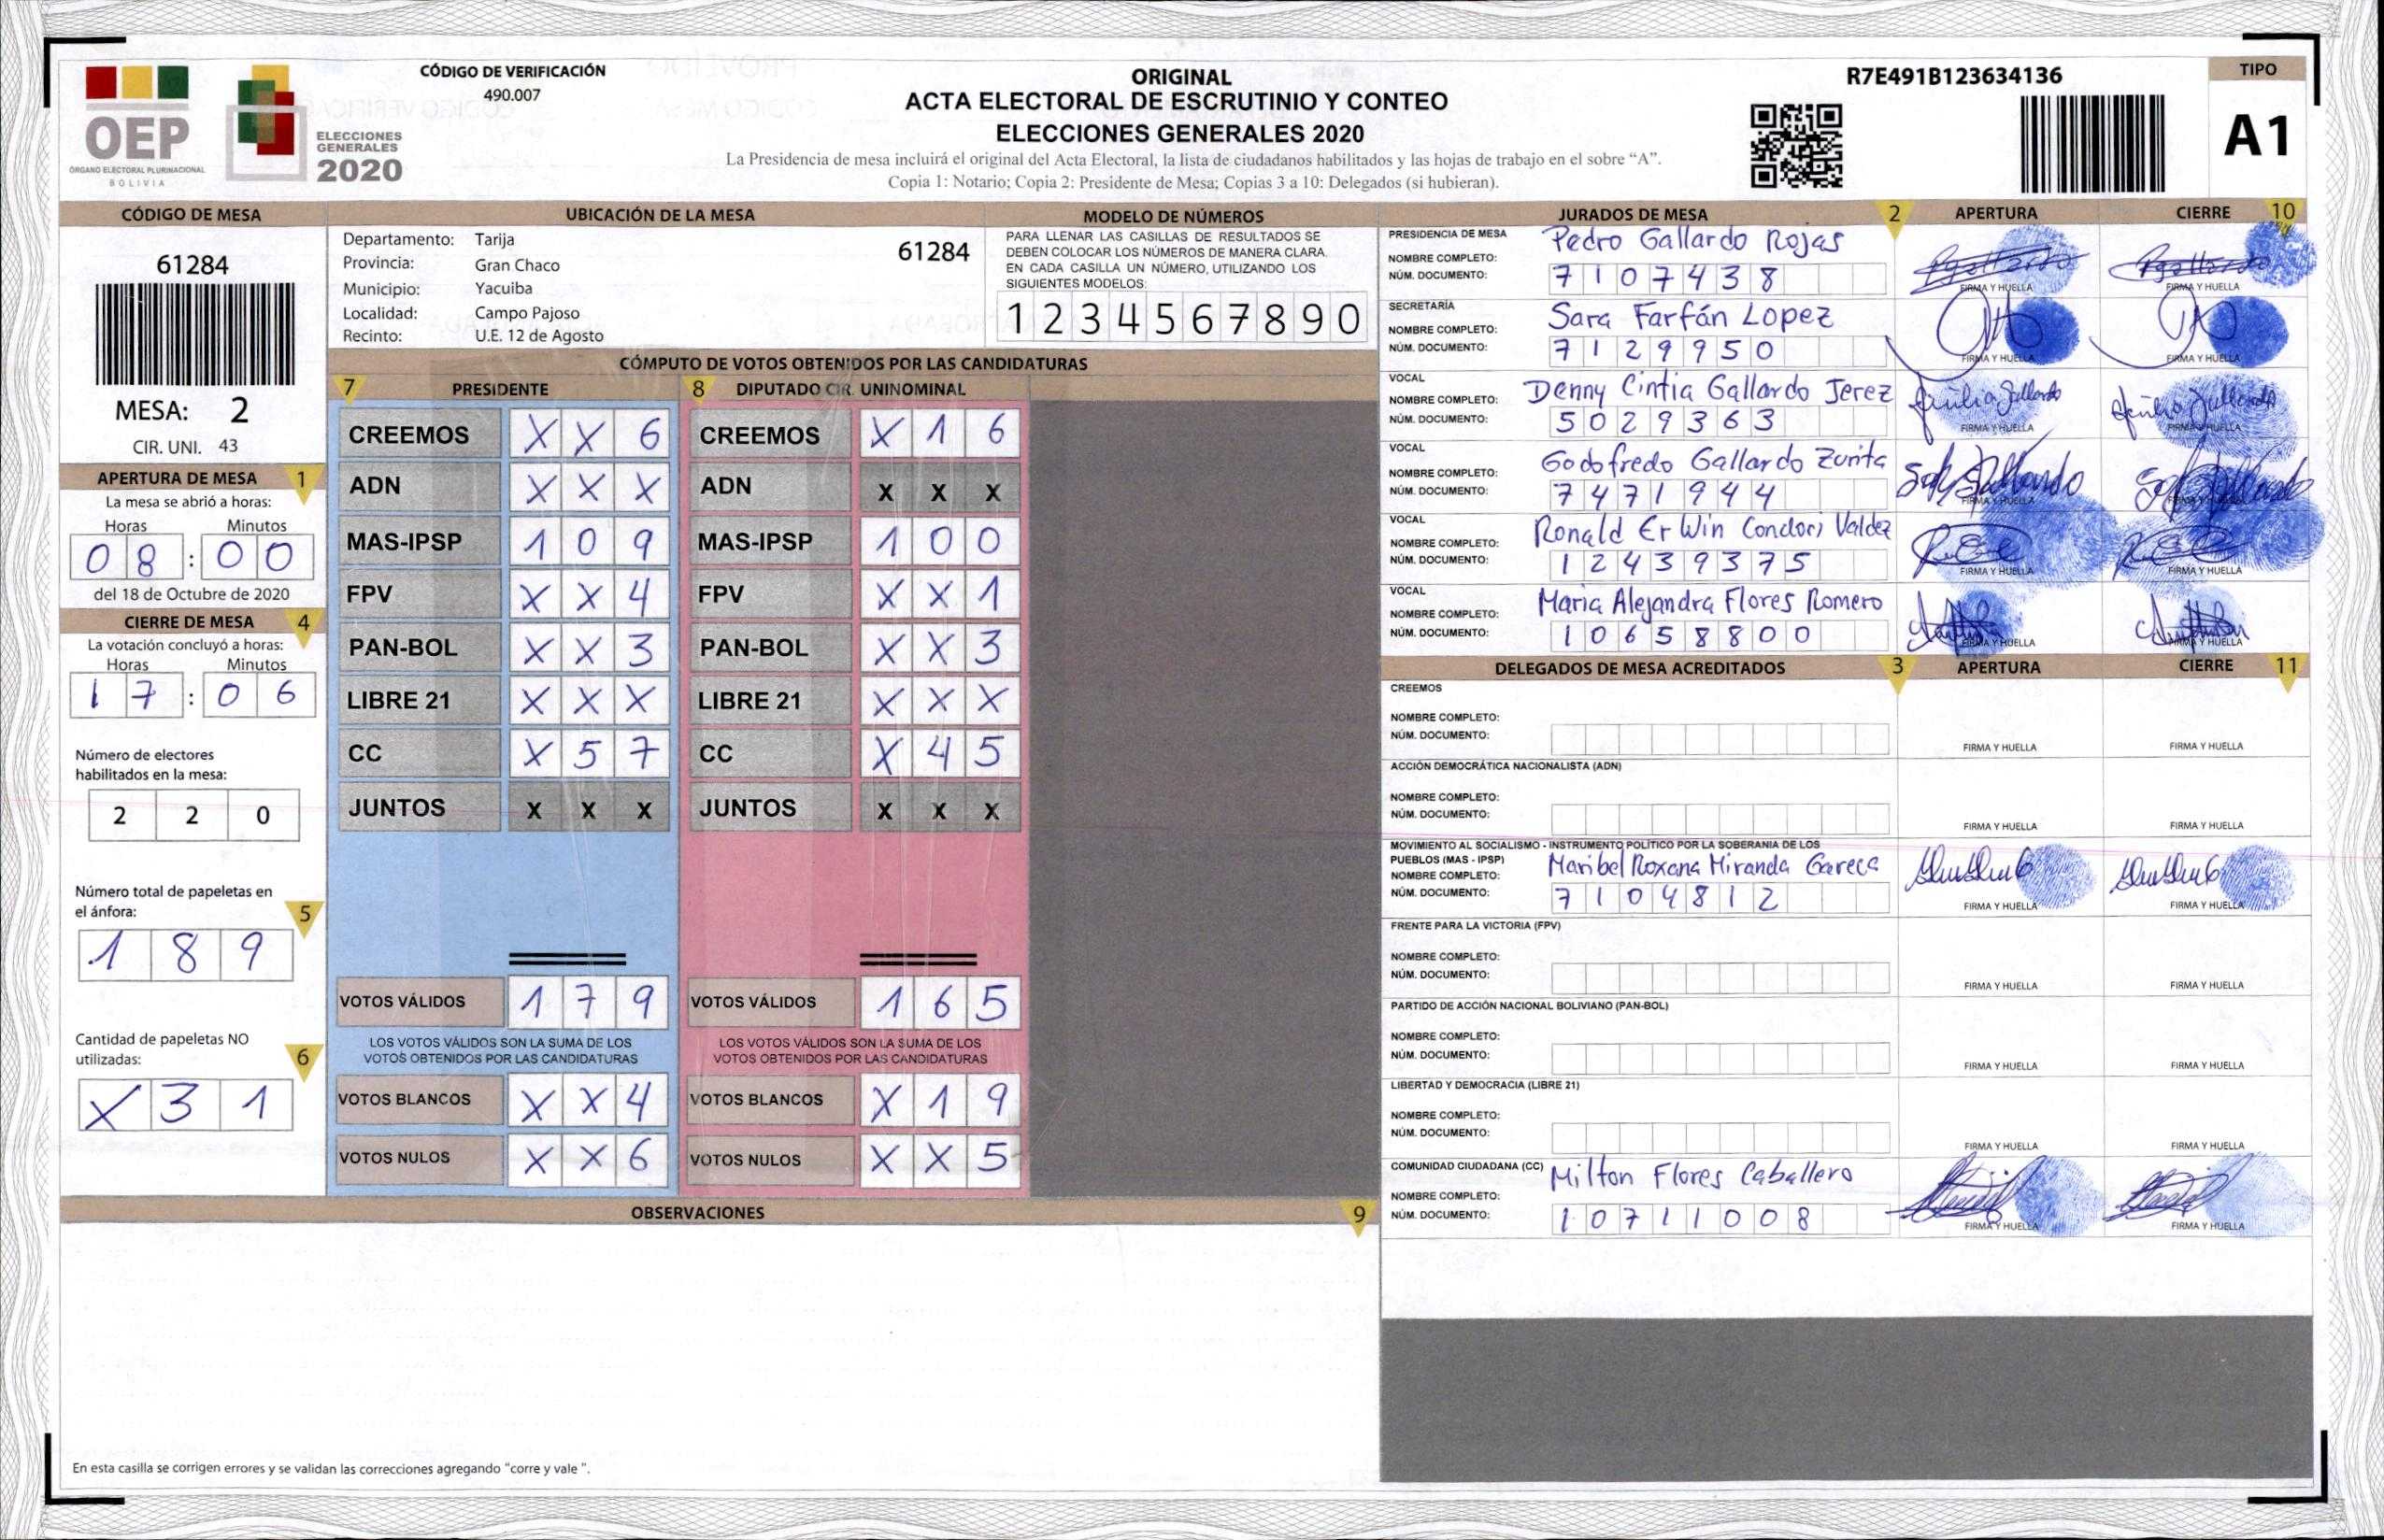 OEP
ÓRGANO ELECTORAL PLURINACIONAL
BOLIVIA
ELECCIONES
GENERALES
2020
CÓDIGO DE VERIFICACIÓN
490.007
ORIGINAL
ACTA ELECTORAL DE ESCRUTINIO Y CONTEO
ELECCIONES GENERALES 2020
La Presidencia de mesa incluirá el original del Acta Electoral, la lista de ciudadanos habilitados y las hojas de trabajo en el sobre “A”.
Copia 1: Notario; Copia 2: Presidente de Mesa; Copias 3 a 10: Delegados (si hubieran).
R7E491B123634136
TIPO
A1
CÓDIGO DE MESA
61284
MESA: 2
CIR. UNI. 43
APERTURA DE MESA 1
La mesa se abrió a horas:
Horas Minutos
08 : 00
del 18 de Octubre de 2020
CIERRE DE MESA 4
La votación concluyó a horas:
Horas Minutos
17 : 06
Número de electores
habilitados en la mesa:
2 2 0
Número total de papeletas en
el ánfora: 5
1 8 9
Cantidad de papeletas NO
utilizadas: 6
X 3 1
UBICACIÓN DE LA MESA
Departamento: Tarija 61284
Provincia: Gran Chaco
Municipio: Yacuiba
Localidad: Campo Pajoso
Recinto: U.E. 12 de Agosto
MODELO DE NÚMEROS
PARA LLENAR LAS CASILLAS DE RESULTADOS SE
DEBEN COLOCAR LOS NÚMEROS DE MANERA CLARA.
EN CADA CASILLA UN NÚMERO, UTILIZANDO LOS
SIGUIENTES MODELOS:
1 2 3 4 5 6 7 8 9 0
CÓMPUTO DE VOTOS OBTENIDOS POR LAS CANDIDATURAS
7 PRESIDENTE 8 DIPUTADO CIR. UNINOMINAL
CREEMOS X X 6 CREEMOS X 1 6
ADN X X X ADN X X X
MAS-IPSP 1 0 9 MAS-IPSP 1 0 0
FPV X X 4 FPV X X 1
PAN-BOL X X 3 PAN-BOL X X 3
LIBRE 21 X X X LIBRE 21 X X X
CC X 5 7 CC X 4 5
JUNTOS X X X JUNTOS X X X
VOTOS VÁLIDOS 1 7 9 VOTOS VÁLIDOS 1 6 5
LOS VOTOS VÁLIDOS SON LA SUMA DE LOS LOS VOTOS VÁLIDOS SON LA SUMA DE LOS
VOTOS OBTENIDOS POR LAS CANDIDATURAS VOTOS OBTENIDOS POR LAS CANDIDATURAS
VOTOS BLANCOS X X 4 VOTOS BLANCOS X 1 9
VOTOS NULOS X X 6 VOTOS NULOS X X 5
OBSERVACIONES 9
En esta casilla se corrigen errores y se validan las correcciones agregando "corre y vale ".
JURADOS DE MESA 2 APERTURA CIERRE 10
PRESIDENCIA DE MESA
NOMBRE COMPLETO: Pedro Gallardo Rojas
NÚM. DOCUMENTO: 7107438
FIRMA Y HUELLA FIRMA Y HUELLA
SECRETARÍA
NOMBRE COMPLETO: Sara Farfán Lopez
NÚM. DOCUMENTO: 7129950
FIRMA Y HUELLA FIRMA Y HUELLA
VOCAL
NOMBRE COMPLETO: Denny Cintia Gallardo Jerez
NÚM. DOCUMENTO: 5029363
FIRMA Y HUELLA FIRMA Y HUELLA
VOCAL
NOMBRE COMPLETO: Godofredo Gallardo Zurita
NÚM. DOCUMENTO: 7471944
FIRMA Y HUELLA FIRMA Y HUELLA
VOCAL
NOMBRE COMPLETO: Ronald ErWin Condori Valdez
NÚM. DOCUMENTO: 12439375
FIRMA Y HUELLA FIRMA Y HUELLA
VOCAL
NOMBRE COMPLETO: Maria Alejandra Flores Romero
NÚM. DOCUMENTO: 10658800
FIRMA Y HUELLA FIRMA Y HUELLA
DELEGADOS DE MESA ACREDITADOS 3 APERTURA CIERRE 11
CREEMOS
NOMBRE COMPLETO:
NÚM. DOCUMENTO:
FIRMA Y HUELLA FIRMA Y HUELLA
ACCIÓN DEMOCRÁTICA NACIONALISTA (ADN)
NOMBRE COMPLETO:
NÚM. DOCUMENTO:
FIRMA Y HUELLA FIRMA Y HUELLA
MOVIMIENTO AL SOCIALISMO - INSTRUMENTO POLÍTICO POR LA SOBERANIA DE LOS
PUEBLOS (MAS - IPSP)
NOMBRE COMPLETO: Maribel Roxana Miranda Gareca
NÚM. DOCUMENTO: 7104812
FIRMA Y HUELLA FIRMA Y HUELLA
FRENTE PARA LA VICTORIA (FPV)
NOMBRE COMPLETO:
NÚM. DOCUMENTO:
FIRMA Y HUELLA FIRMA Y HUELLA
PARTIDO DE ACCIÓN NACIONAL BOLIVIANO (PAN-BOL)
NOMBRE COMPLETO:
NÚM. DOCUMENTO:
FIRMA Y HUELLA FIRMA Y HUELLA
LIBERTAD Y DEMOCRACIA (LIBRE 21)
NOMBRE COMPLETO:
NÚM. DOCUMENTO:
FIRMA Y HUELLA FIRMA Y HUELLA
COMUNIDAD CIUDADANA (CC)
NOMBRE COMPLETO: Milton Flores Caballero
NÚM. DOCUMENTO: 10711008
FIRMA Y HUELLA FIRMA Y HUELLA